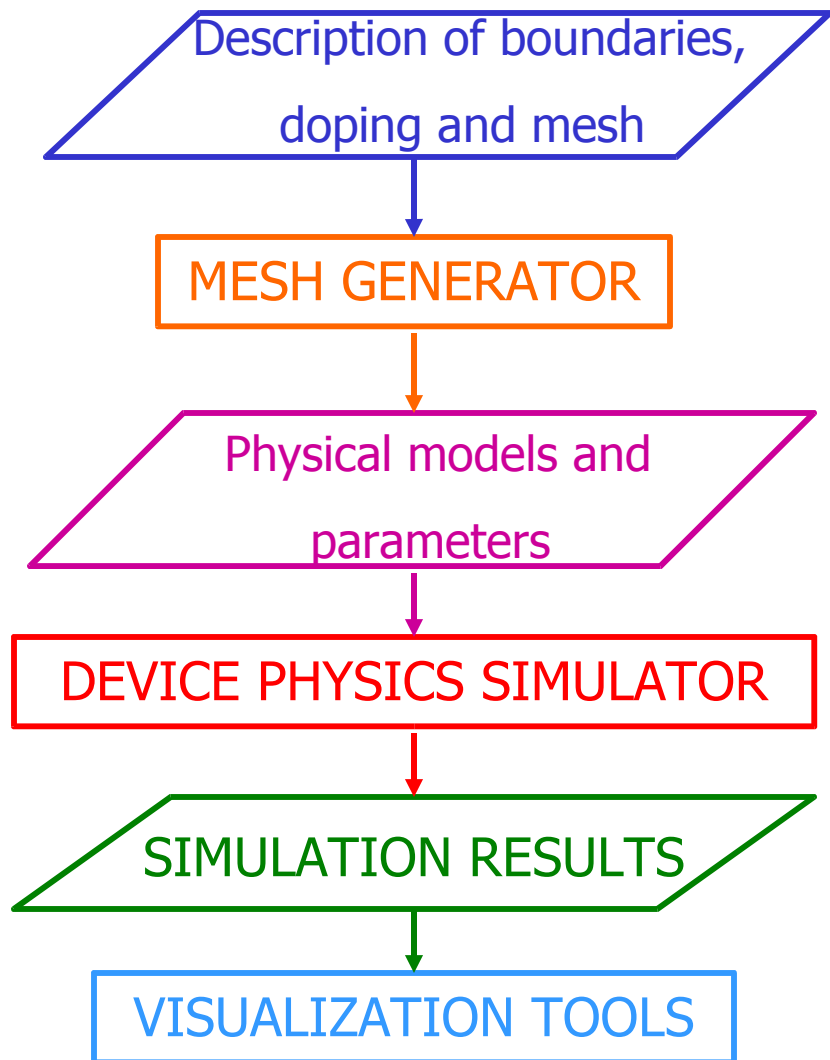 Description of boundaries,
doping and mesh
MESH GENERATOR
Physical models and
parameters
DEVICE PHYSICS SIMULATOR
SIMULATION RESULTS
VISUALIZATION TOOLS